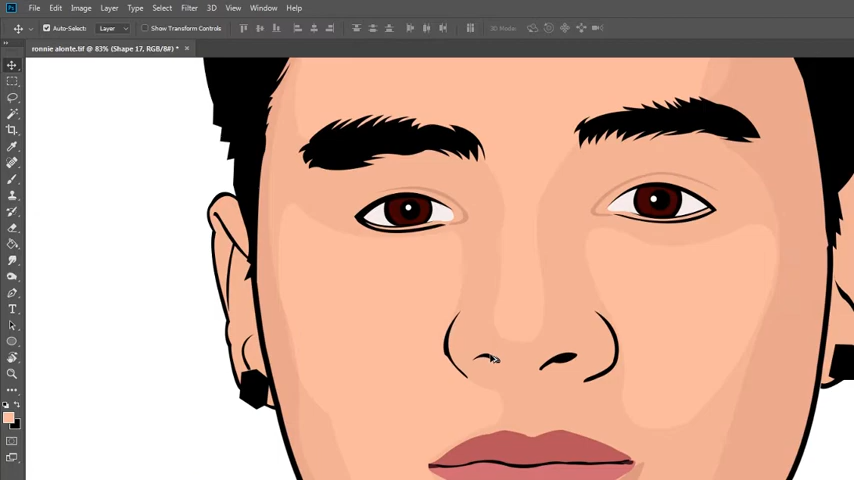 Ps File Edit Image Layer Type Select Filter 3D View Window Help
Auto-Select: Layer Show Transform Controls 3D Mode:
ronnie alonte.tif @ 83% (Shape 17, RGB/8#) * ×
T